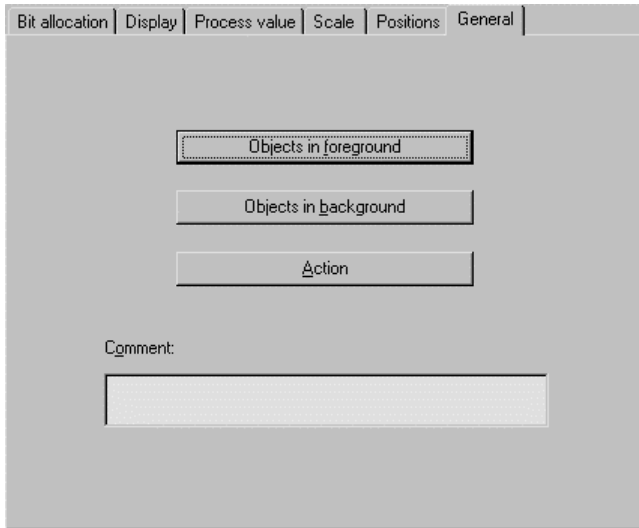 Bit allocation Display Process value Scale Positions General
Objects in foreground
Objects in background
Action
Comment: